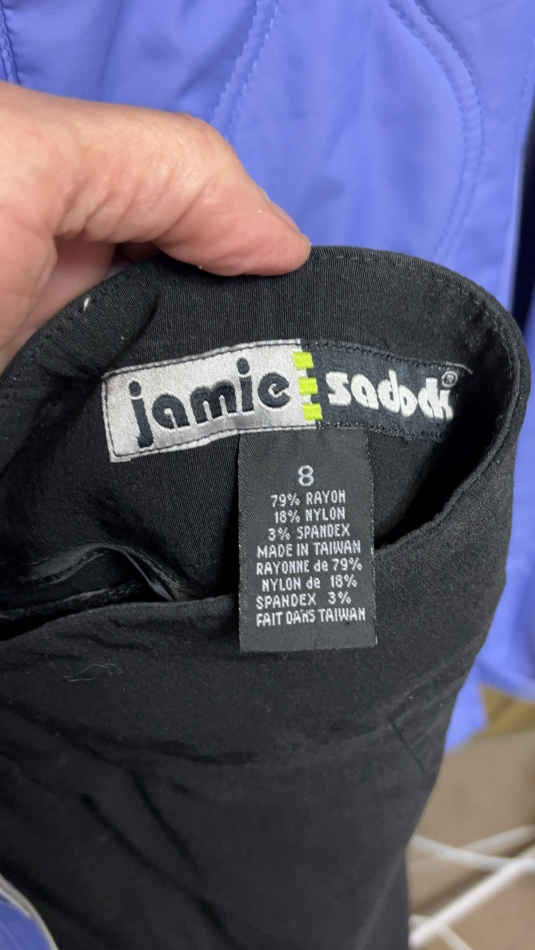 jamie sadock®
8
79% RAYON
18% NYLON
3% SPANDEX
MADE IN TAIWAN
RAYONNE de 79%
NYLON de 18%
SPANDEX 3%
FAIT DANS TAIWAN